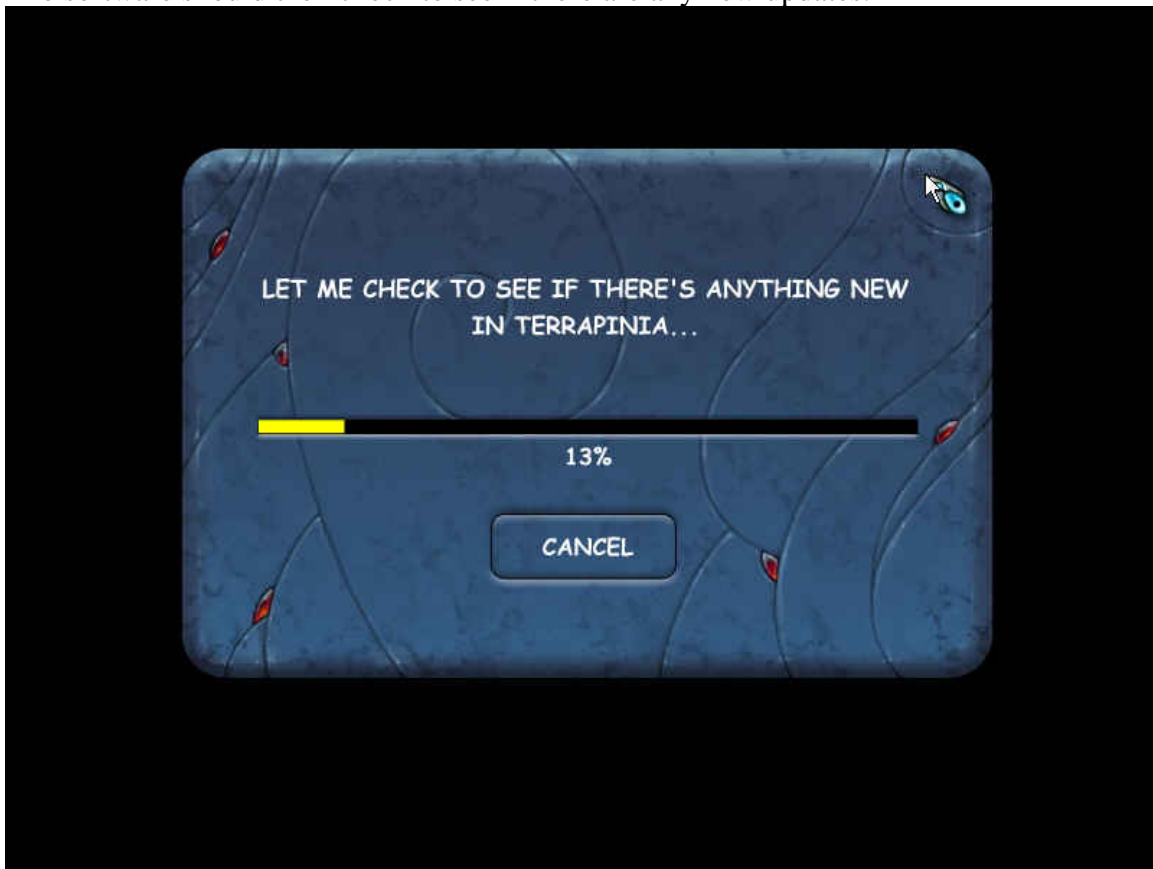 LET ME CHECK TO SEE IF THERE'S ANYTHING NEW
IN TERRAPINIA...
13%
CANCEL